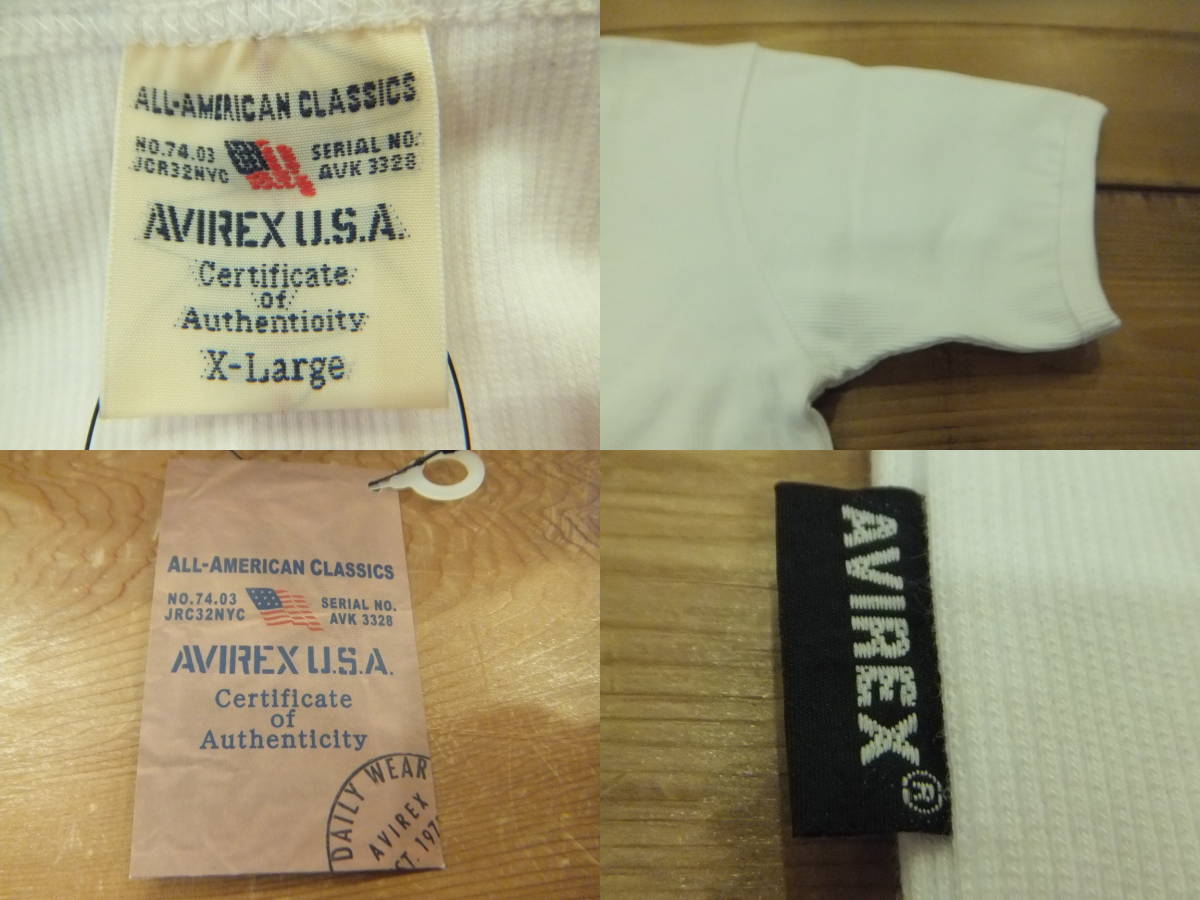 ALL-AMERICAN CLASSICS
NO.74.03
JCR32NYC
SERIAL NO.
AVK 3328
AVIREX U.S.A.
Certificate
of
Authenticity
X-Large
ALL-AMERICAN CLASSICS
NO.74.03
JRC32NYC
SERIAL NO.
AVK 3328
AVIREX U.S.A.
Certificate
of
Authenticity
DAILY WEAR
AVIREX
AVIREX®